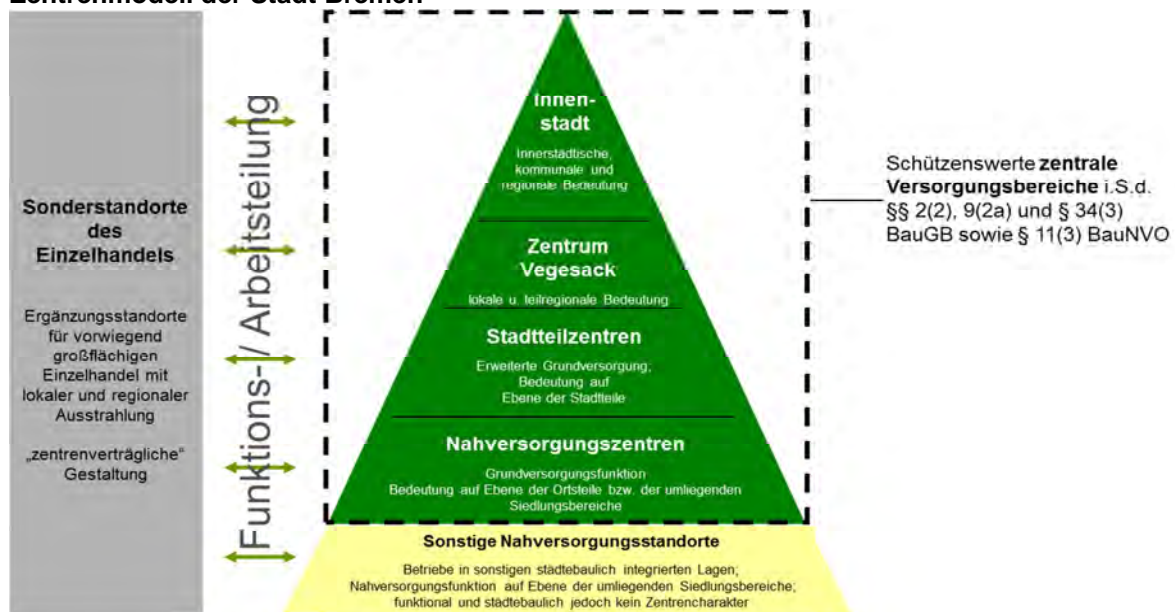 Zentrenmodell der Stadt Bremen
Sonderstandorte
des
Einzelhandels
Ergänzungsstandorte
für vorwiegend
großflächigen
Einzelhandel mit
lokaler und regionaler
Ausstrahlung
„zentrenverträgliche“
Gestaltung
Funktions-/ Arbeitsteilung
Innen-
stadt
Innerstädtische,
kommunale und
regionale Bedeutung
Zentrum
Vegesack
lokale u. teilregionale Bedeutung
Stadtteilzentren
Erweiterte Grundversorgung;
Bedeutung auf
Ebene der Stadtteile
Nahversorgungszentren
Grundversorgungsfunktion
Bedeutung auf Ebene der Ortsteile bzw. der umliegenden
Siedlungsbereiche
Sonstige Nahversorgungsstandorte
Betriebe in sonstigen städtebaulich integrierten Lagen;
Nahversorgungsfunktion auf Ebene der umliegenden Siedlungsbereiche;
funktional und städtebaulich jedoch kein Zentrencharakter
Schützenswerte zentrale
Versorgungsbereiche i.S.d.
§§ 2(2), 9(2a) und § 34(3)
BauGB sowie § 11(3) BauNVO